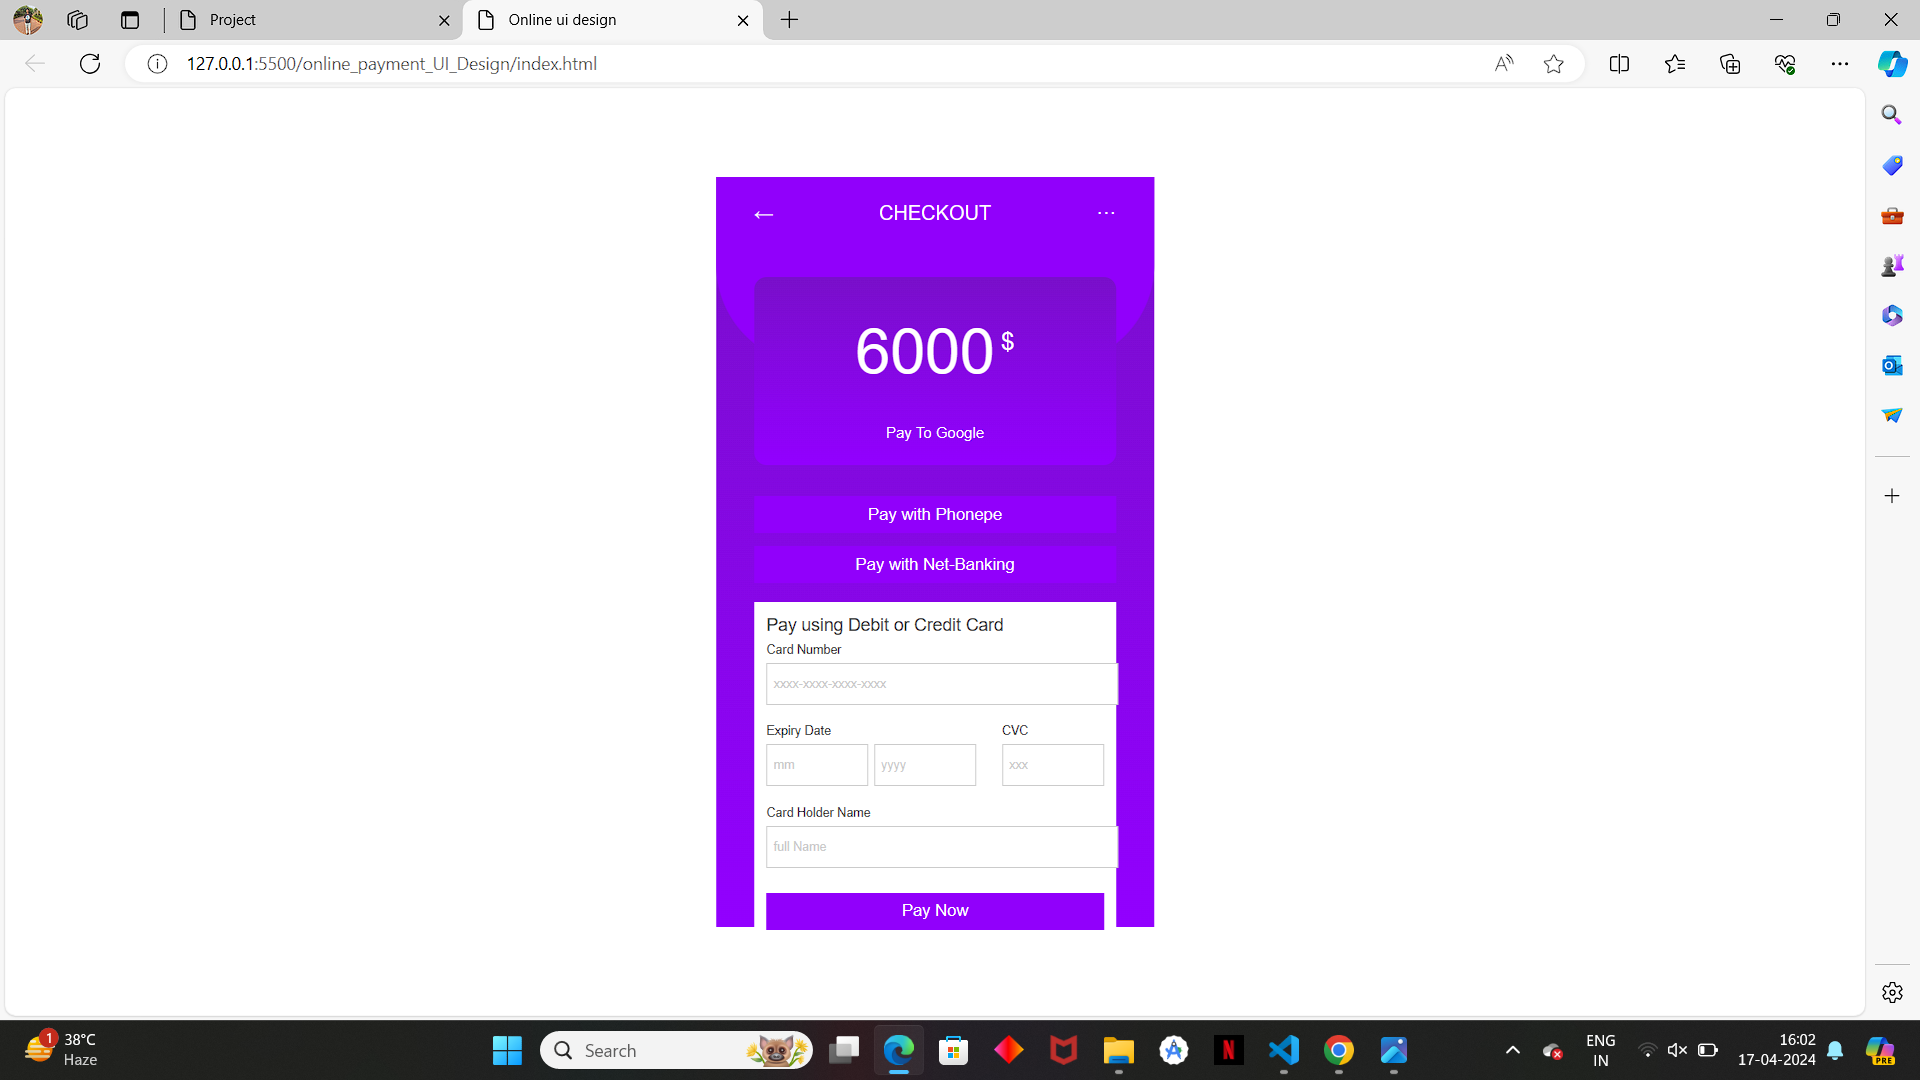 Project
Online ui design
127.0.0.1:5500/online_payment_UI_Design/index.html
CHECKOUT
6000 $
Pay To Google
Pay with Phonepe
Pay with Net-Banking
Pay using Debit or Credit Card
Card Number
xxxx-xxxx-xxxx-xxxx
Expiry Date CVC
mm yyyy xxx
Card Holder Name
full Name
Pay Now
1 38°C
Haze
Search
N
ENG
IN
16:02
17-04-2024
PRE